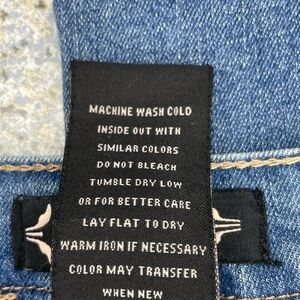 MACHINE WASH COLD
INSIDE OUT WITH
SIMILAR COLORS
DO NOT BLEACH
TUMBLE DRY LOW
OR FOR BETTER CARE
LAY FLAT TO DRY
WARM IRON IF NECESSARY
COLOR MAY TRANSFER
WHEN NEW